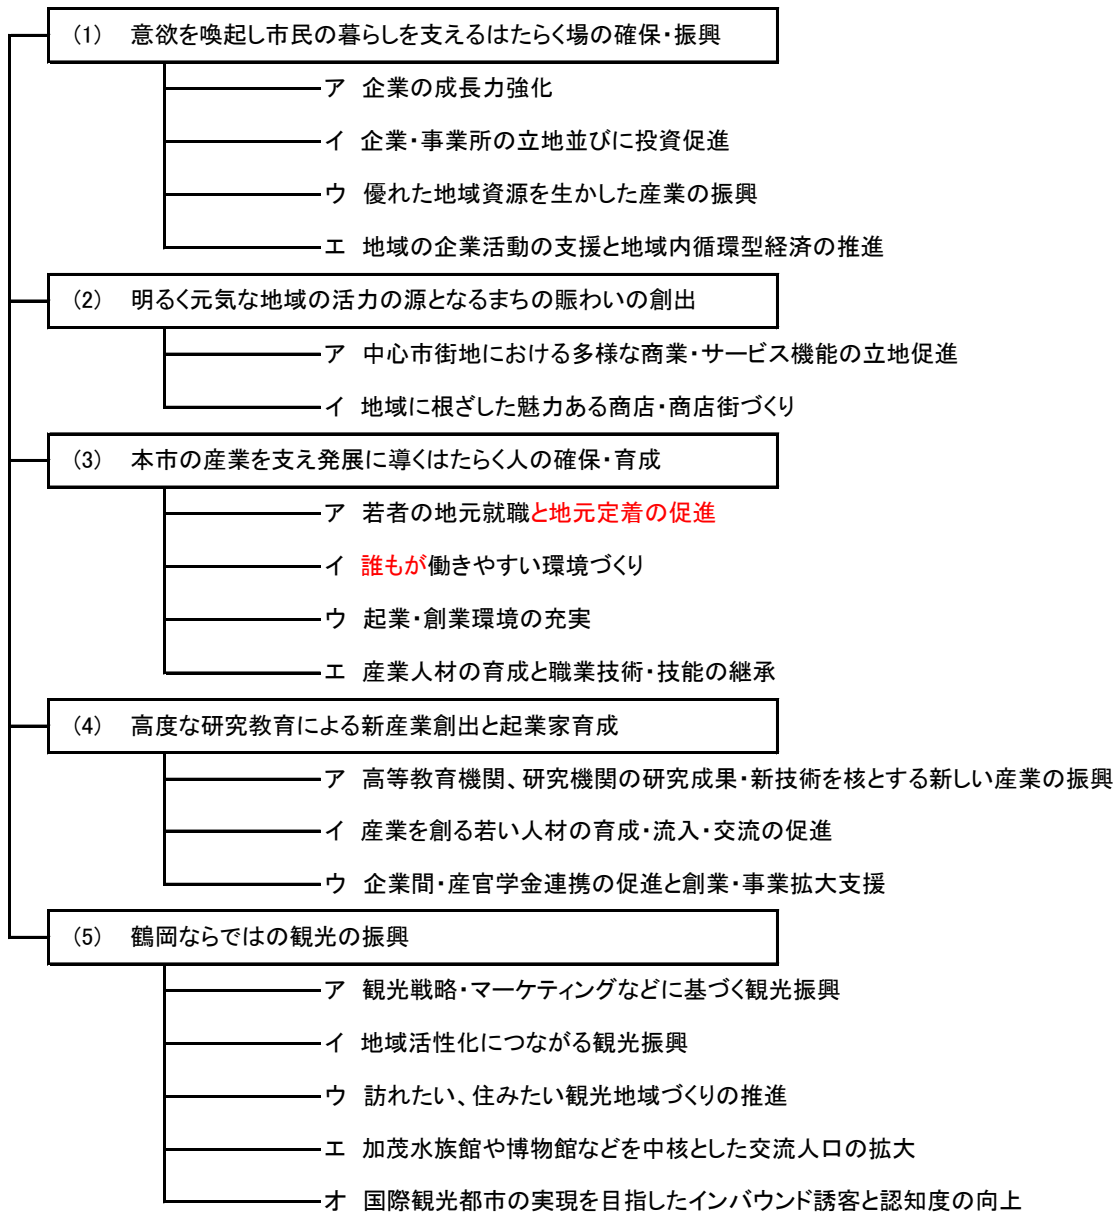 (1) 意欲を喚起し市民の暮らしを支えるはたらく場の確保・振興
ア 企業の成長力強化
イ 企業・事業所の立地並びに投資促進
ウ 優れた地域資源を生かした産業の振興
エ 地域の企業活動の支援と地域内循環型経済の推進
(2) 明るく元気な地域の活力の源となるまちの賑わいの創出
ア 中心市街地における多様な商業・サービス機能の立地促進
イ 地域に根ざした魅力ある商店・商店街づくり
(3) 本市の産業を支え発展に導くはたらく人の確保・育成
ア 若者の地元就職と地元定着の促進
イ 誰もが働きやすい環境づくり
ウ 起業・創業環境の充実
エ 産業人材の育成と職業技術・技能の継承
(4) 高度な研究教育による新産業創出と起業家育成
ア 高等教育機関、研究機関の研究成果・新技術を核とする新しい産業の振興
イ 産業を創る若い人材の育成・流入・交流の促進
ウ 企業間・産官学金連携の促進と創業・事業拡大支援
(5) 鶴岡ならではの観光の振興
ア 観光戦略・マーケティングなどに基づく観光振興
イ 地域活性化につながる観光振興
ウ 訪れたい、住みたい観光地域づくりの推進
エ 加茂水族館や博物館などを中核とした交流人口の拡大
オ 国際観光都市の実現を目指したインバウンド誘客と認知度の向上